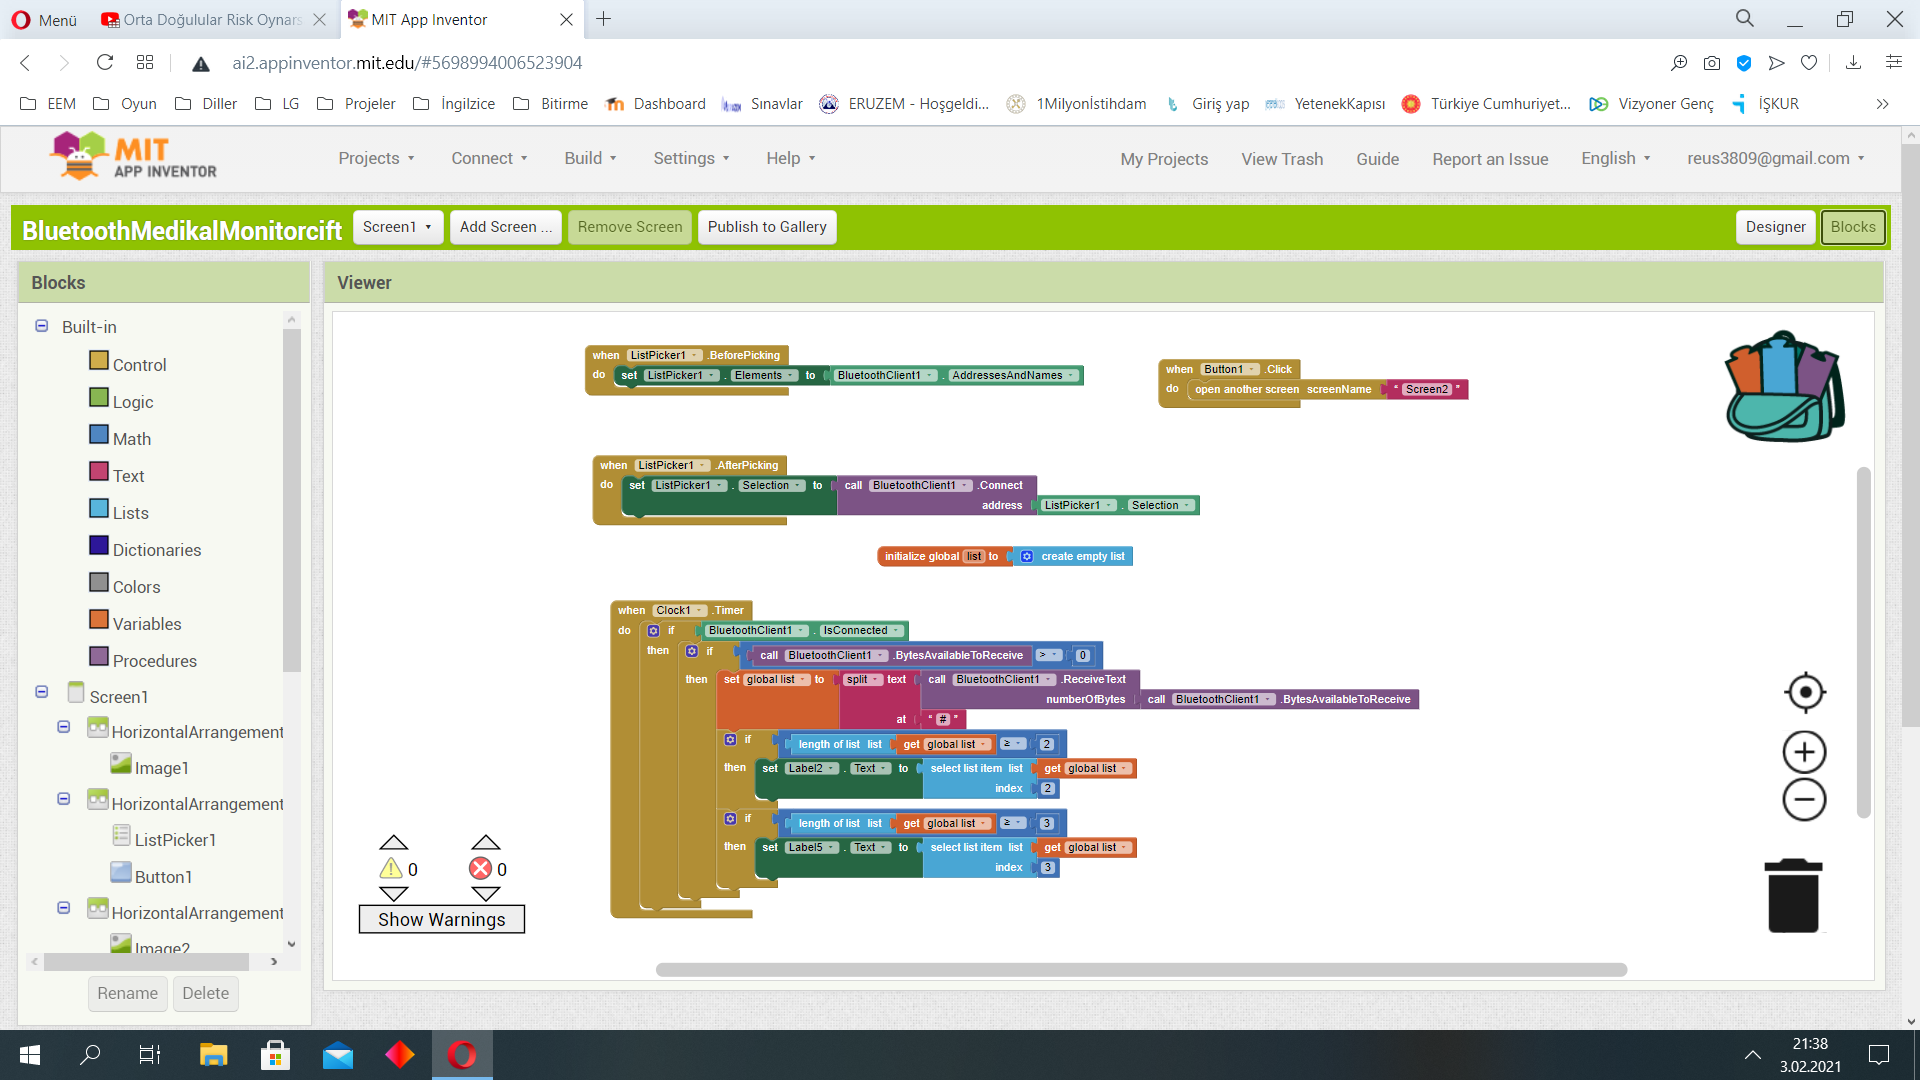 Menü
Orta Doğulular Risk Oynars
MIT App Inventor
ai2.appinventor.mit.edu/#5698994006523904
EEM
Oyun
Diller
LG
Projeler
İngilizce
Bitirme
Dashboard
Sınavlar
ERUZEM - Hoşgeldi...
1Milyonİstihdam
Giriş yap
YetenekKapısı
Türkiye Cumhuriyet...
Vizyoner Genç
İŞKUR
MIT
APP INVENTOR
Projects
Connect
Build
Settings
Help
My Projects
View Trash
Guide
Report an Issue
English
reus3809@gmail.com
BluetoothMedikalMonitorcift
Screen1
Add Screen ...
Remove Screen
Publish to Gallery
Designer
Blocks
Blocks
Viewer
Built-in
Control
Logic
Math
Text
Lists
Dictionaries
Colors
Variables
Procedures
Screen1
HorizontalArrangement
Image1
HorizontalArrangement
ListPicker1
Button1
HorizontalArrangement
Image2
Rename
Delete
when ListPicker1 .BeforePicking
do set ListPicker1 . Elements to BluetoothClient1 . AddressesAndNames
when Button1 .Click
do open another screen screenName " Screen2 "
when ListPicker1 .AfterPicking
do set ListPicker1 . Selection to call BluetoothClient1 .Connect
address ListPicker1 . Selection
initialize global list to create empty list
when Clock1 .Timer
do if BluetoothClient1 . IsConnected
then if call BluetoothClient1 .BytesAvailableToReceive > 0
then set global list to split text call BluetoothClient1 .ReceiveText
numberOfBytes call BluetoothClient1 .BytesAvailableToReceive
at " # "
if length of list list get global list ≥ 2
then set Label2 . Text to select list item list get global list
index 2
if length of list list get global list ≥ 3
then set Label5 . Text to select list item list get global list
index 3
0
0
Show Warnings
21:38
3.02.2021